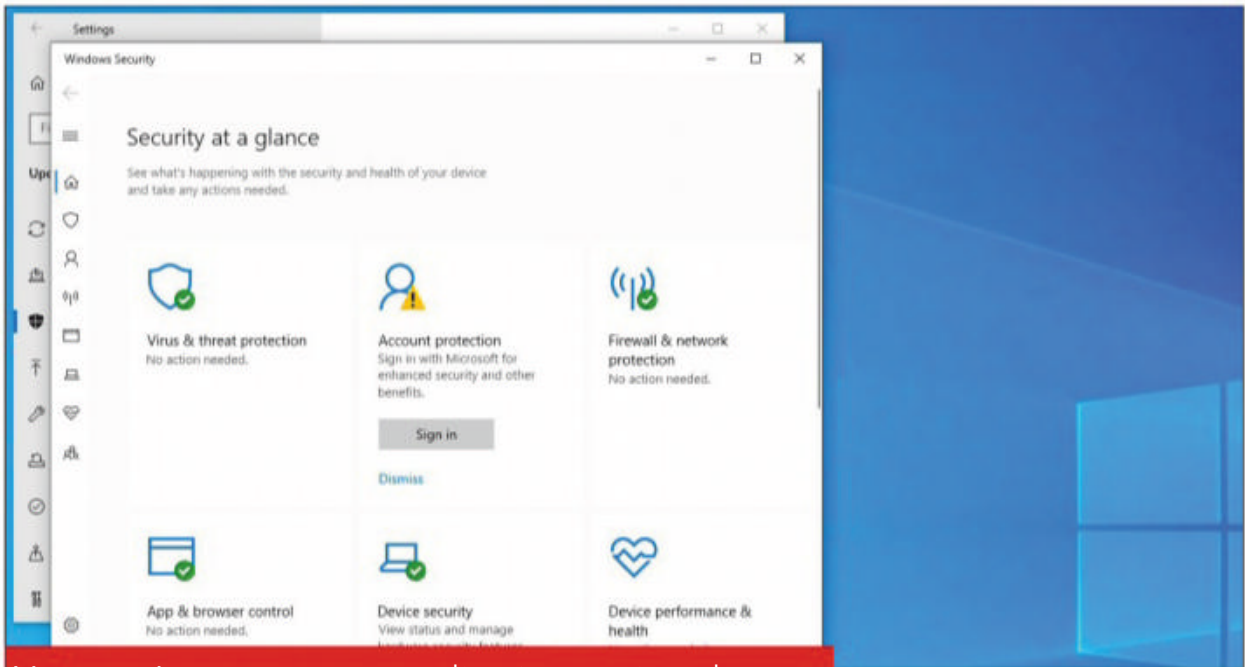 Settings
Windows Security
Security at a glance
See what's happening with the security and health of your device
and take any actions needed.
Virus & threat protection
No action needed.
Account protection
Sign in with Microsoft for
enhanced security and other
benefits.
Sign in
Dismiss
Firewall & network
protection
No action needed.
App & browser control
No action needed.
Device security
View status and manage
Device performance &
health